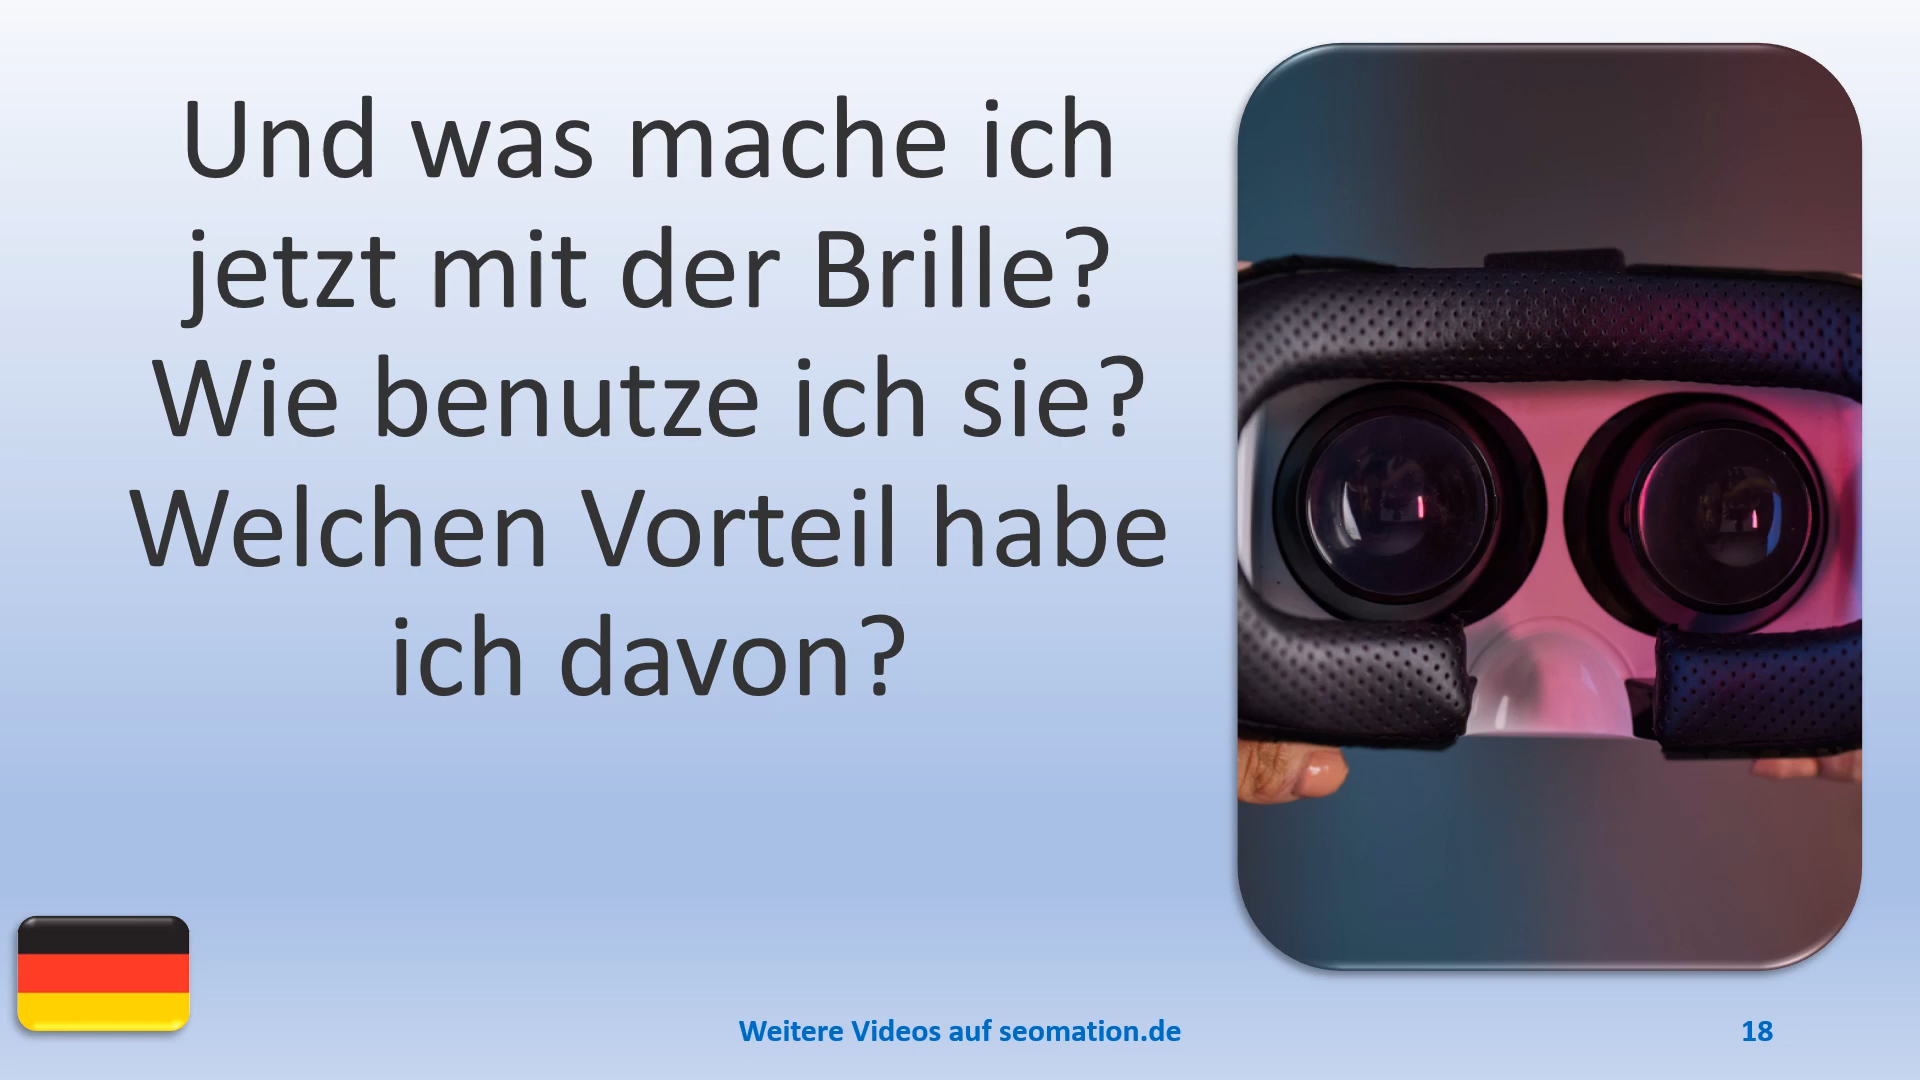 Und was mache ich
jetzt mit der Brille?
Wie benutze ich sie?
Welchen Vorteil habe
ich davon?
Weitere Videos auf seomation.de
18